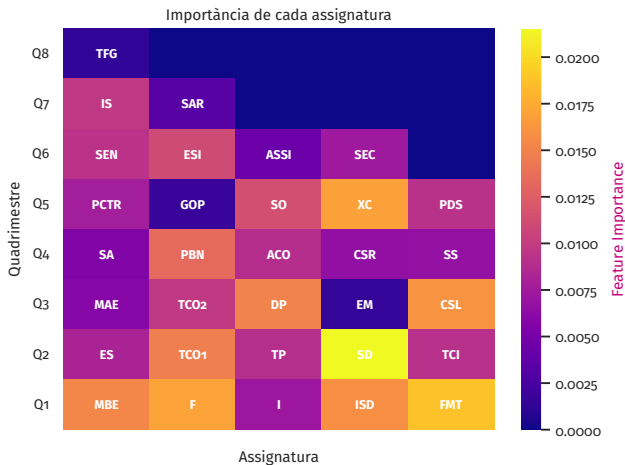 Importància de cada assignatura
Q8 TFG
Q7 IS SAR
Q6 SEN ESI ASSI SEC
Q5 PCTR GOP SO XC PDS
Q4 SA PBN ACO CSR SS
Q3 MAE TCO2 DP EM CSL
Q2 ES TCO1 TP SD TCI
Q1 MBE F I ISD FMT
Quadrimestre
Assignatura
0.0200
0.0175
0.0150
0.0125
0.0100
0.0075
0.0050
0.0025
0.0000
Feature Importance